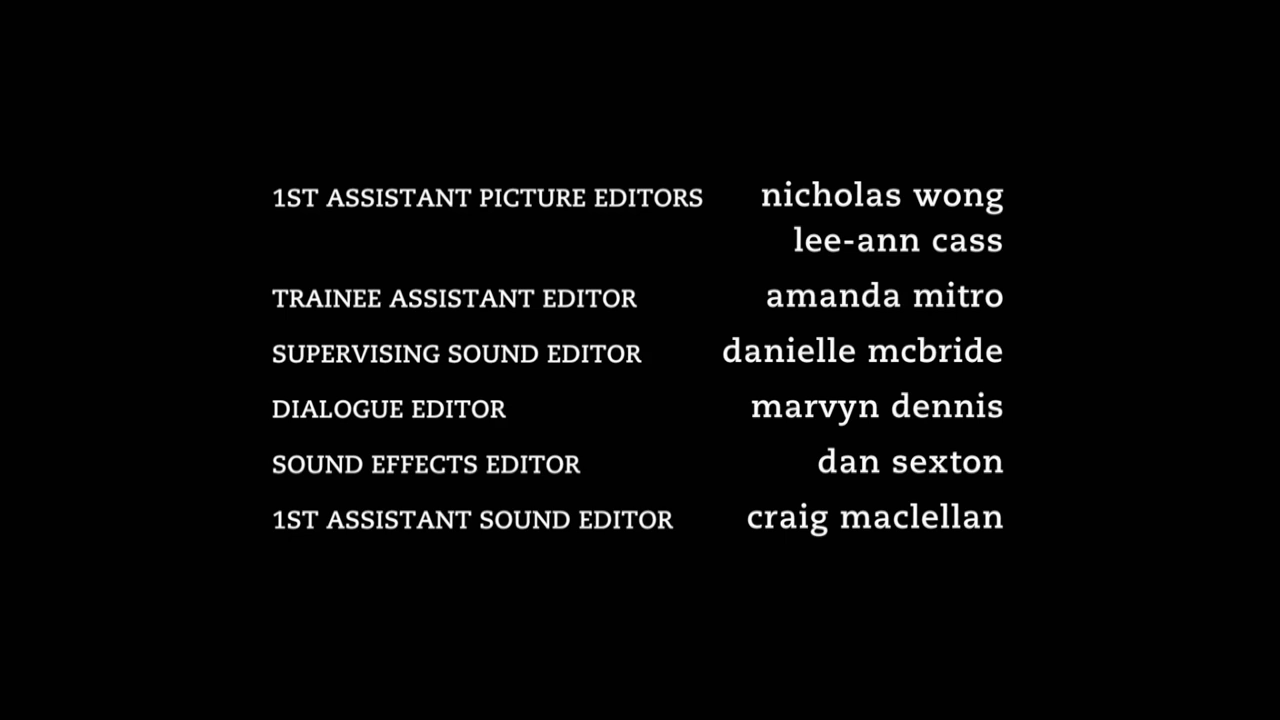 1ST ASSISTANT PICTURE EDITORS nicholas wong
lee-ann cass
TRAINEE ASSISTANT EDITOR amanda mitro
SUPERVISING SOUND EDITOR danielle mcbride
DIALOGUE EDITOR marvyn dennis
SOUND EFFECTS EDITOR dan sexton
1ST ASSISTANT SOUND EDITOR craig maclellan